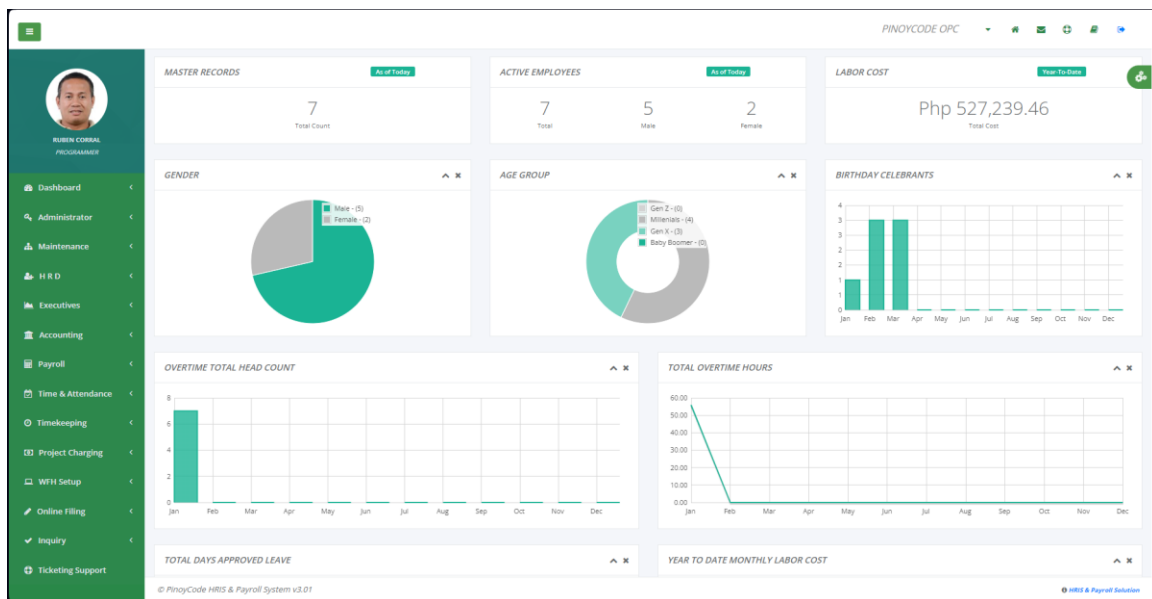 PINOYCODE OPC
RUBEN CORRAL
PROGRAMMER
Dashboard
Administrator
Maintenance
H R D
Executives
Accounting
Payroll
Time & Attendance
Timekeeping
Project Charging
WFH Setup
Online Filing
Inquiry
Ticketing Support
MASTER RECORDS As of Today
7
Total Count
ACTIVE EMPLOYEES As of Today
7 5 2
Total Male Female
LABOR COST Year-To-Date
Php 527,239.46
Total Cost
GENDER
Male - (5)
Female - (2)
AGE GROUP
Gen Z - (0)
Millenials - (4)
Gen X - (3)
Baby Boomer - (0)
BIRTHDAY CELEBRANTS
4
3
3
2
2
1
1
0
Jan Feb Mar Apr May Jun Jul Aug Sep Oct Nov Dec
OVERTIME TOTAL HEAD COUNT
8
6
4
2
0
Jan Feb Mar Apr May Jun Jul Aug Sep Oct Nov Dec
TOTAL OVERTIME HOURS
60.00
50.00
40.00
30.00
20.00
10.00
0.00
Jan Feb Mar Apr May Jun Jul Aug Sep Oct Nov Dec
TOTAL DAYS APPROVED LEAVE
YEAR TO DATE MONTHLY LABOR COST
© PinoyCode HRIS & Payroll System v3.01
HRIS & Payroll Solution